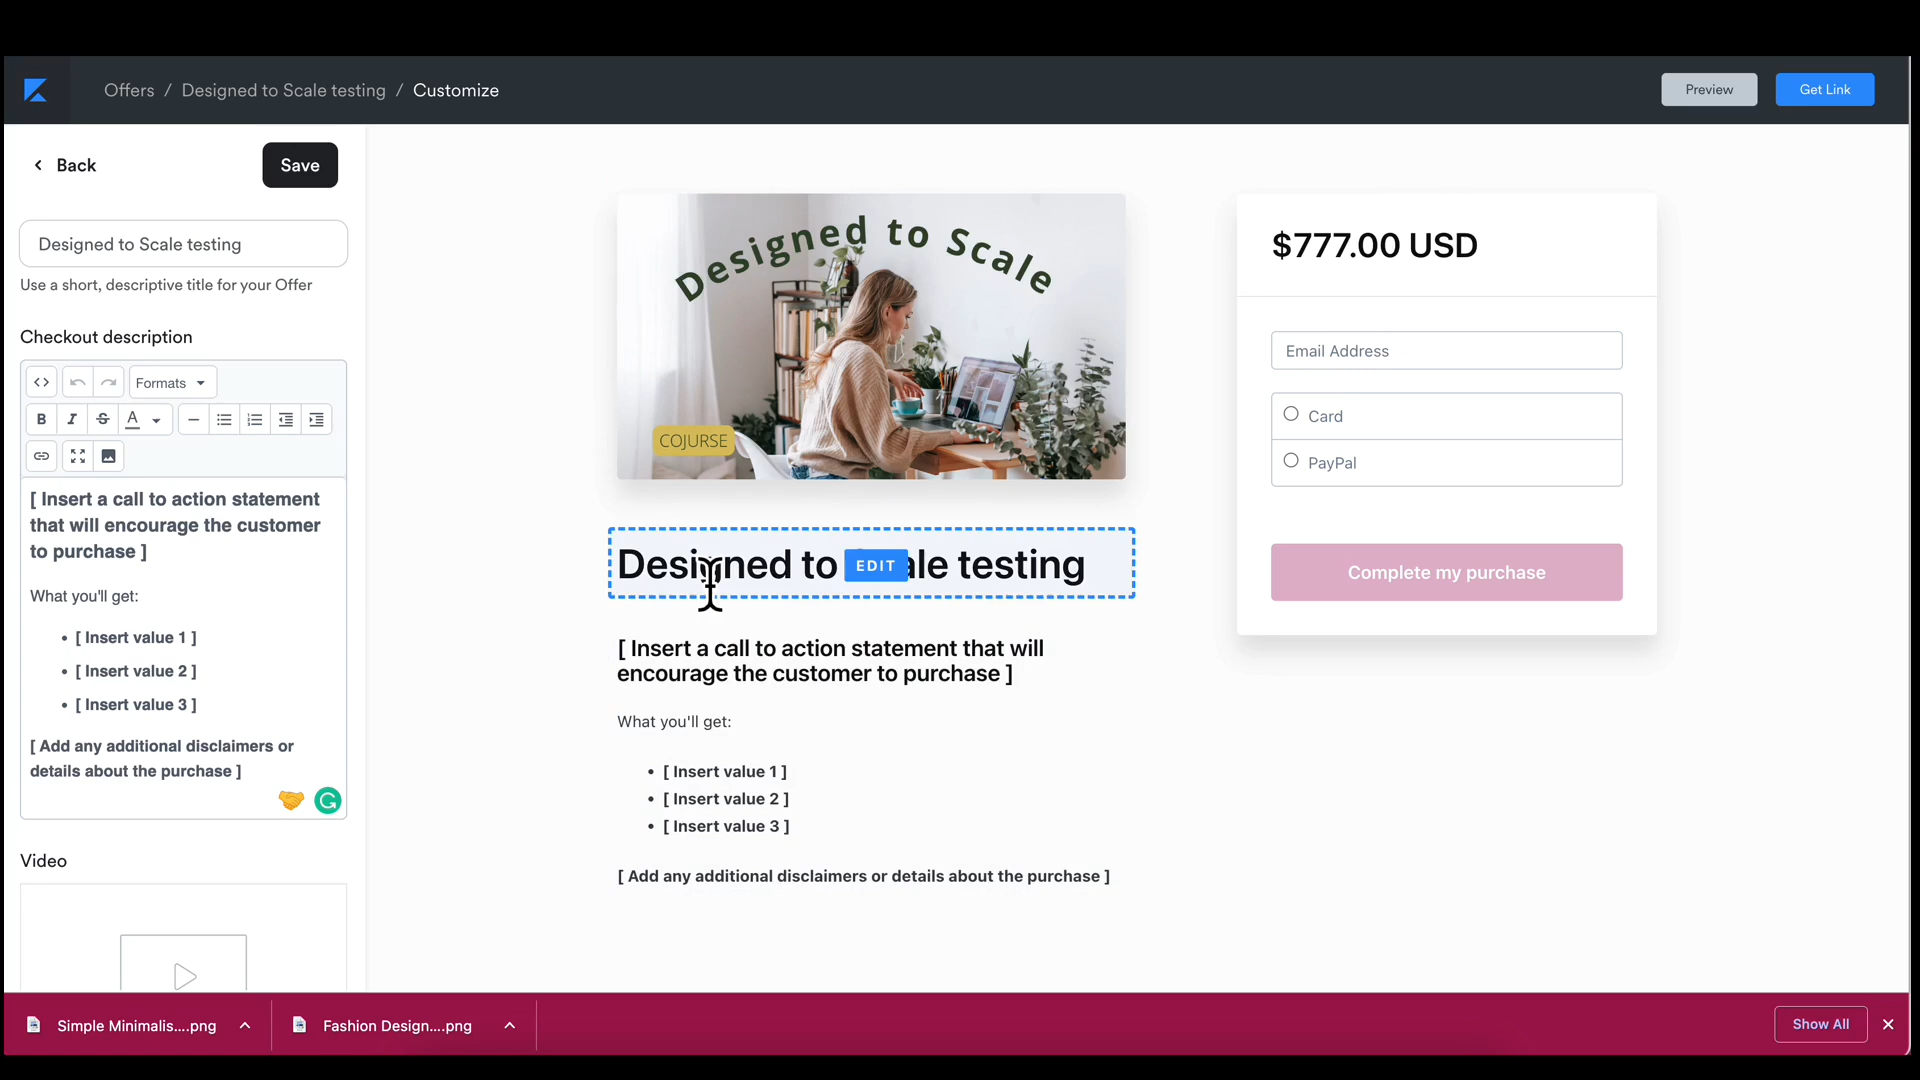 Offers / Designed to Scale testing / Customize
Preview
Get Link
Back
Save
Designed to Scale testing
Use a short, descriptive title for your Offer
Checkout description
Formats
B I S A
[ Insert a call to action statement
that will encourage the customer
to purchase ]
What you'll get:
• [ Insert value 1 ]
• [ Insert value 2 ]
• [ Insert value 3 ]
[ Add any additional disclaimers or
details about the purchase ]
Video
Designed to Scale
COJURSE
Designed to ale testing
EDIT
[ Insert a call to action statement that will
encourage the customer to purchase ]
What you'll get:
• [ Insert value 1 ]
• [ Insert value 2 ]
• [ Insert value 3 ]
[ Add any additional disclaimers or details about the purchase ]
$777.00 USD
Email Address
Card
PayPal
Complete my purchase
Simple Minimalis....png
Fashion Design....png
Show All